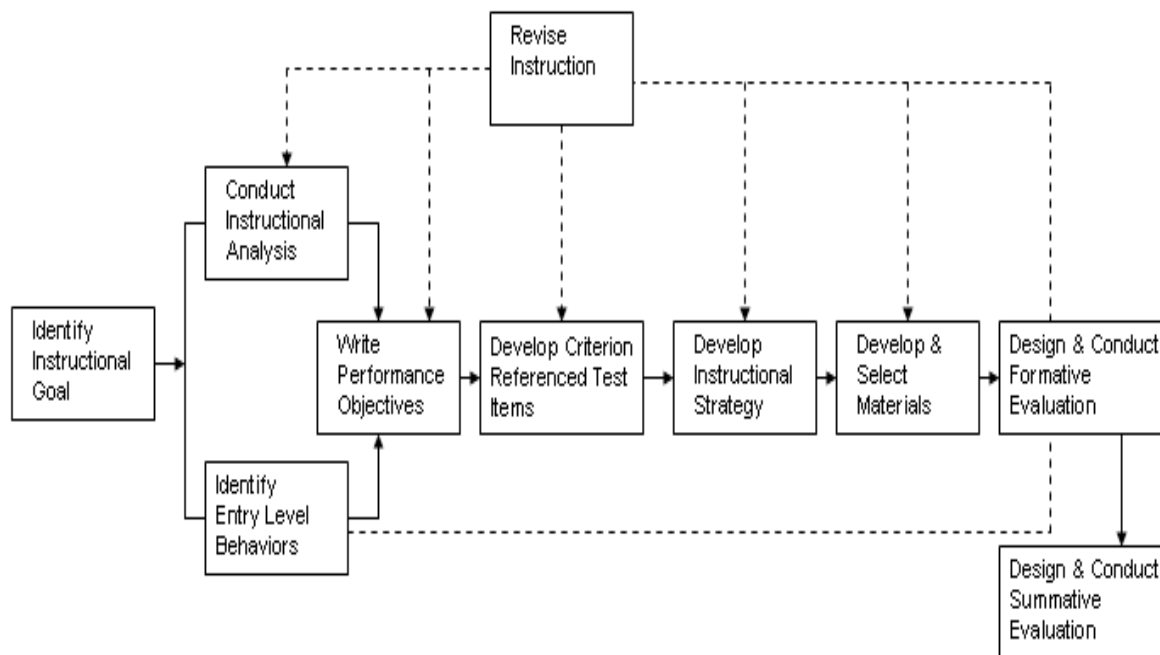 Revise
Instruction
Conduct
Instructional
Analysis
Identify
Instructional
Goal
Write
Performance
Objectives
Develop Criterion
Referenced Test
Items
Develop
Instructional
Strategy
Develop &
Select
Materials
Design & Conduct
Formative
Evaluation
Identify
Entry Level
Behaviors
Design & Conduct
Summative
Evaluation